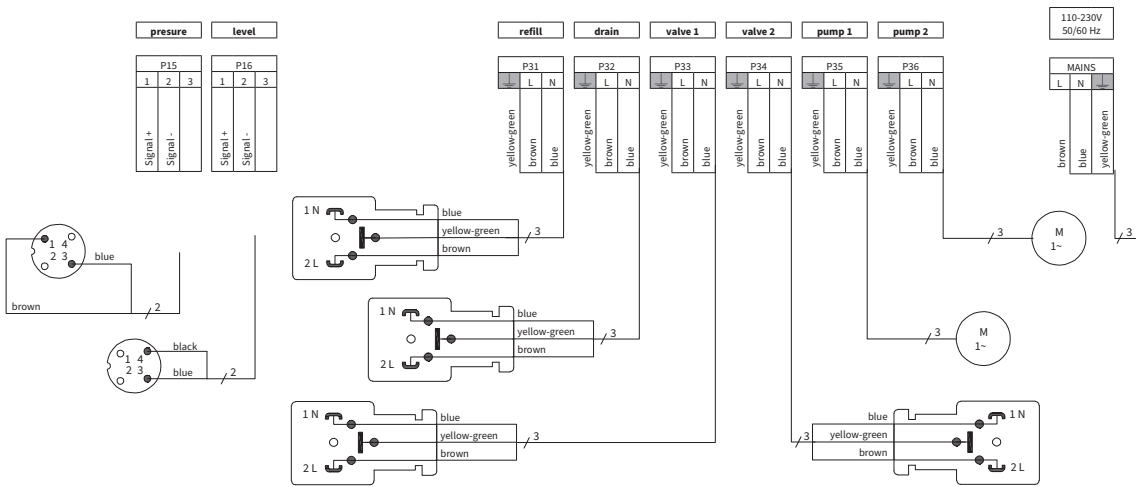 presure level refill drain valve 1 valve 2 pump 1 pump 2 110-230V
50/60 Hz
P15 P16 P31 P32 P33 P34 P35 P36 MAINS
1 2 3 1 2 3 L N L N L N L N L N L N L N
Signal + Signal - Signal + Signal - yellow-green brown blue yellow-green brown blue yellow-green brown blue yellow-green brown blue yellow-green brown blue yellow-green brown blue brown blue yellow-green
1 N
blue
yellow-green
brown
2 L
3
M
1~
3
3
1 4
2 3
blue
brown
2
1 N
blue
yellow-green
brown
2 L
3
M
1~
3
1 4
2 3
black
blue
2
1 N
blue
yellow-green
brown
2 L
3
3
blue
yellow-green
brown
1 N
2 L